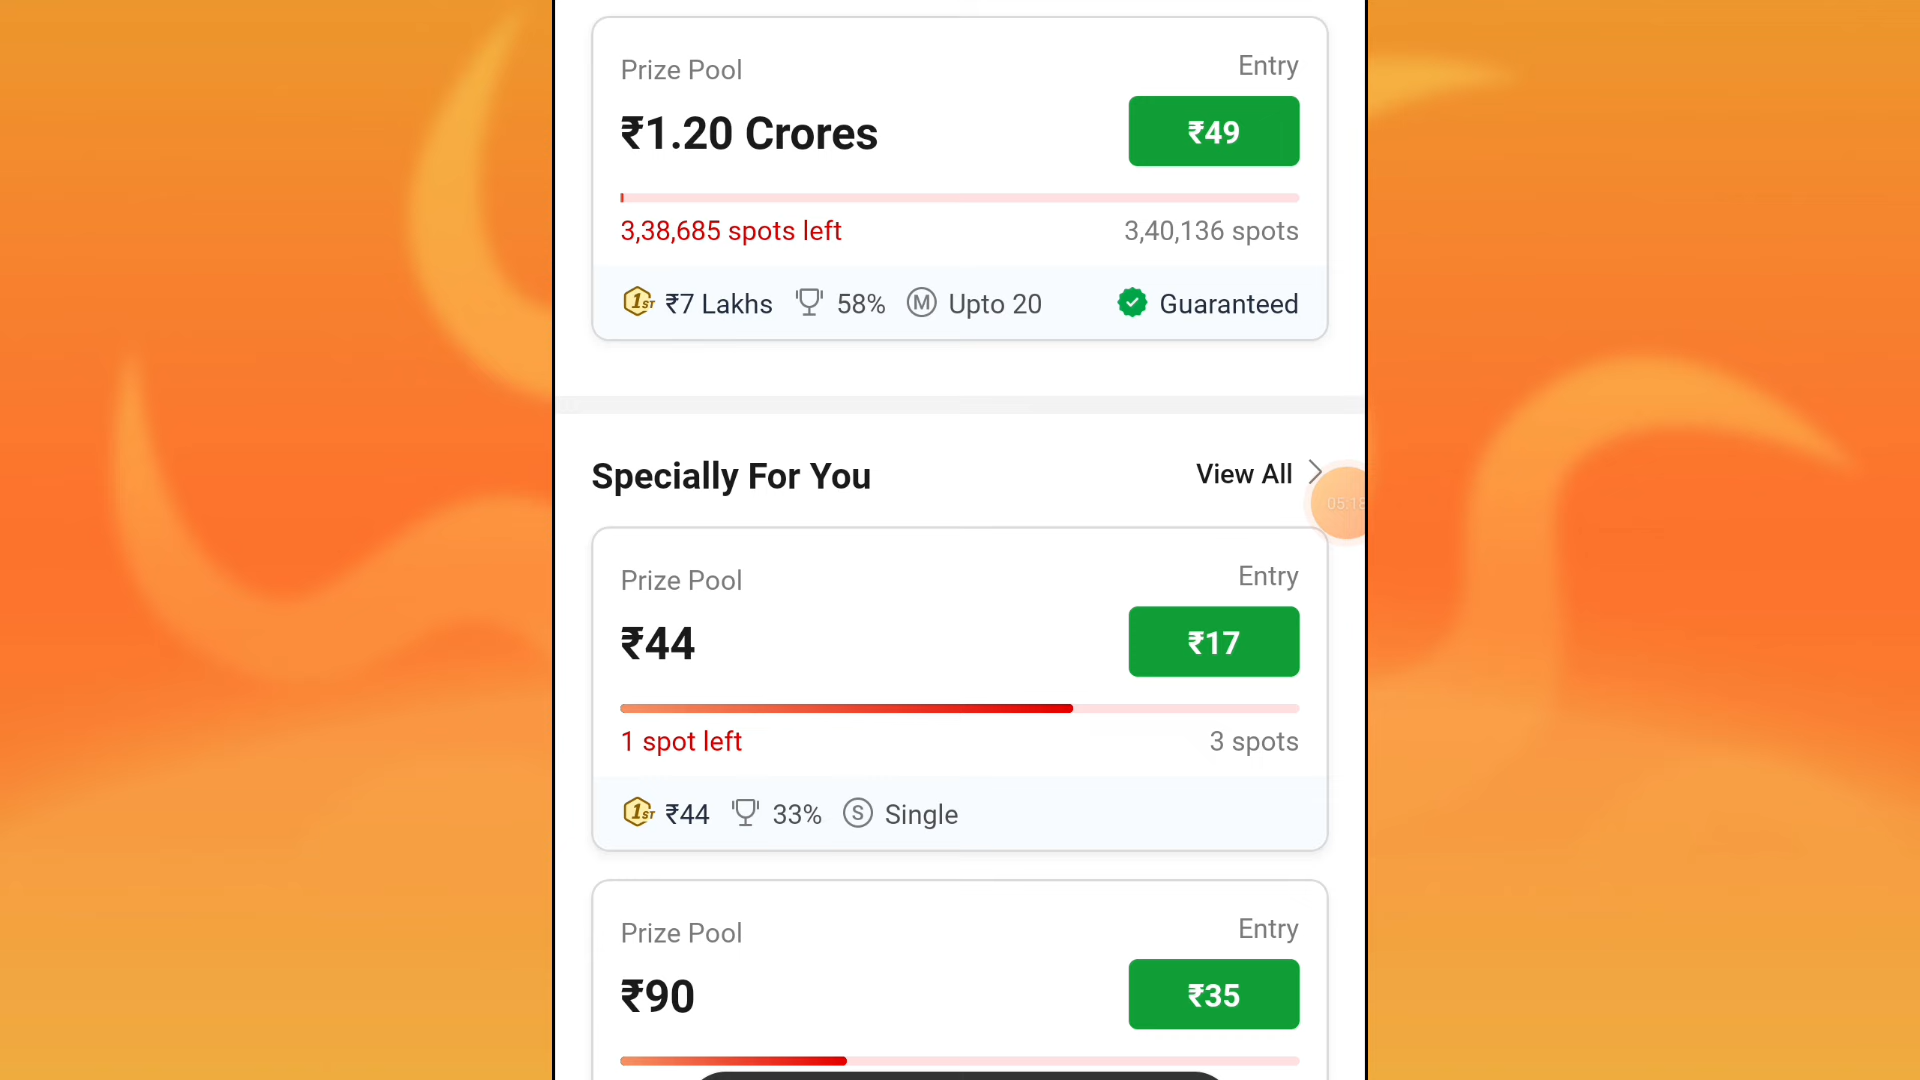 Prize Pool
Entry
₹1.20 Crores
₹49
3,38,685 spots left
3,40,136 spots
1ST ₹7 Lakhs 58% M Upto 20 Guaranteed
Specially For You
View All
05:18
Prize Pool
Entry
₹44
₹17
1 spot left
3 spots
1ST ₹44 33% S Single
Prize Pool
Entry
₹90
₹35